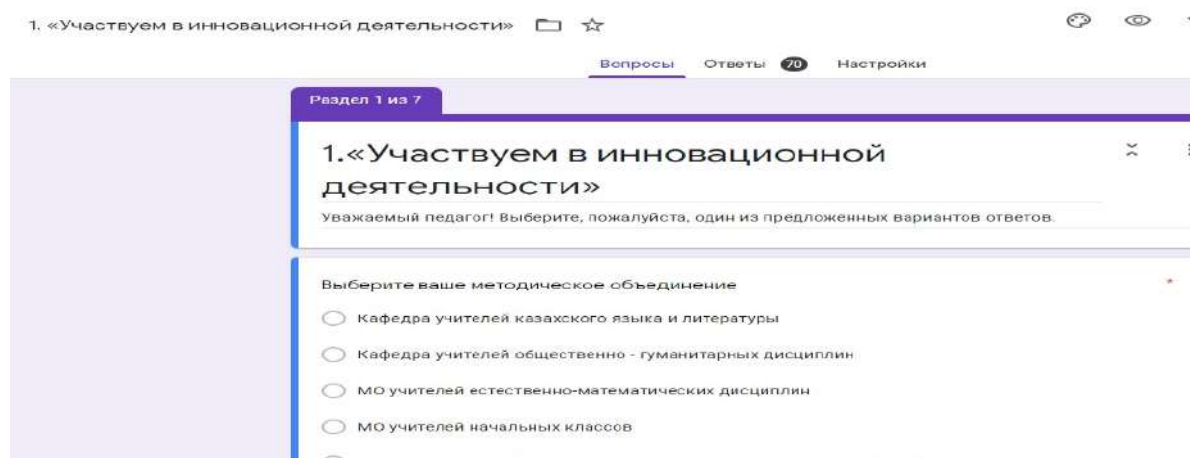 1. «Участвуем в инновационной деятельности»
Вопросы Ответы 70 Настройки
Раздел 1 из 7
1.«Участвуем в инновационной
деятельности»
Уважаемый педагог! Выберите, пожалуйста, один из предложенных вариантов ответов.
Выберите ваше методическое объединение *
Кафедра учителей казахского языка и литературы
Кафедра учителей общественно - гуманитарных дисциплин
МО учителей естественно-математических дисциплин
МО учителей начальных классов